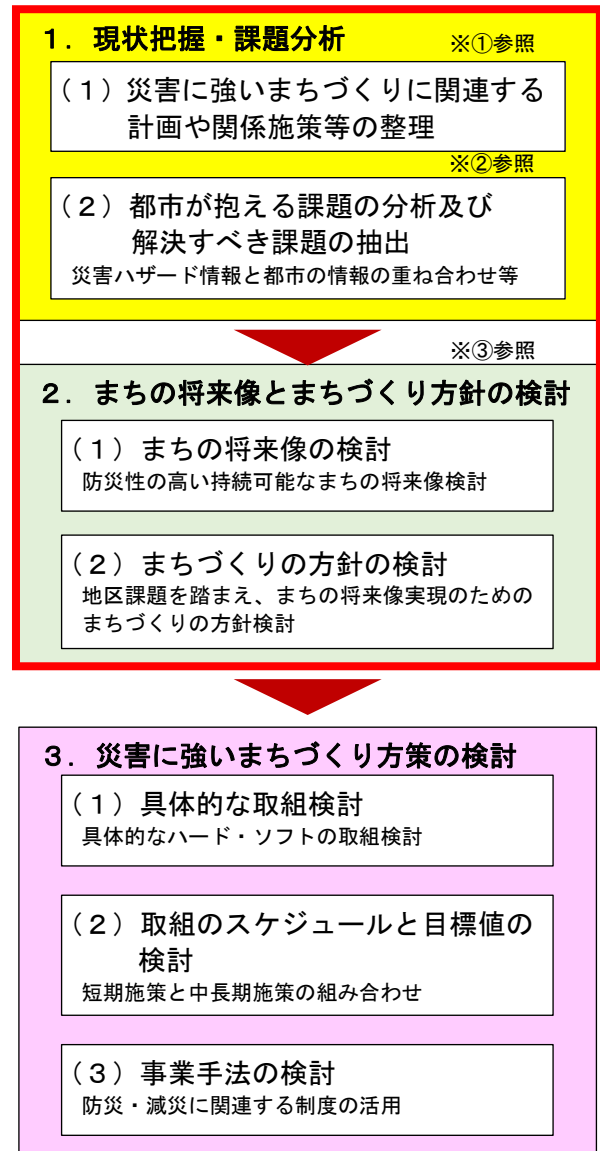 １．現状把握・課題分析　※①参照
（１）災害に強いまちづくりに関連する
計画や関係施策等の整理
※②参照
（２）都市が抱える課題の分析及び
解決すべき課題の抽出
災害ハザード情報と都市の情報の重ね合わせ等
※③参照
２．まちの将来像とまちづくり方針の検討
（１）まちの将来像の検討
防災性の高い持続可能なまちの将来像検討
（２）まちづくりの方針の検討
地区課題を踏まえ、まちの将来像実現のための
まちづくりの方針検討
３．災害に強いまちづくり方策の検討
（１）具体的な取組検討
具体的なハード・ソフトの取組検討
（２）取組のスケジュールと目標値の
検討
短期施策と中長期施策の組み合わせ
（３）事業手法の検討
防災・減災に関連する制度の活用